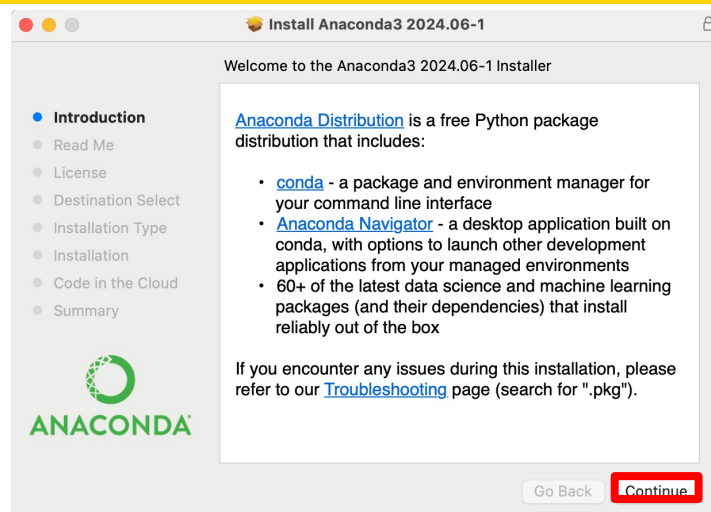 Install Anaconda3 2024.06-1
Welcome to the Anaconda3 2024.06-1 Installer
Introduction
Read Me
License
Destination Select
Installation Type
Installation
Code in the Cloud
Summary
ANACONDA
Anaconda Distribution is a free Python package
distribution that includes:
• conda - a package and environment manager for
your command line interface
• Anaconda Navigator - a desktop application built on
conda, with options to launch other development
applications from your managed environments
• 60+ of the latest data science and machine learning
packages (and their dependencies) that install
reliably out of the box
If you encounter any issues during this installation, please
refer to our Troubleshooting page (search for ".pkg").
Go Back
Continue